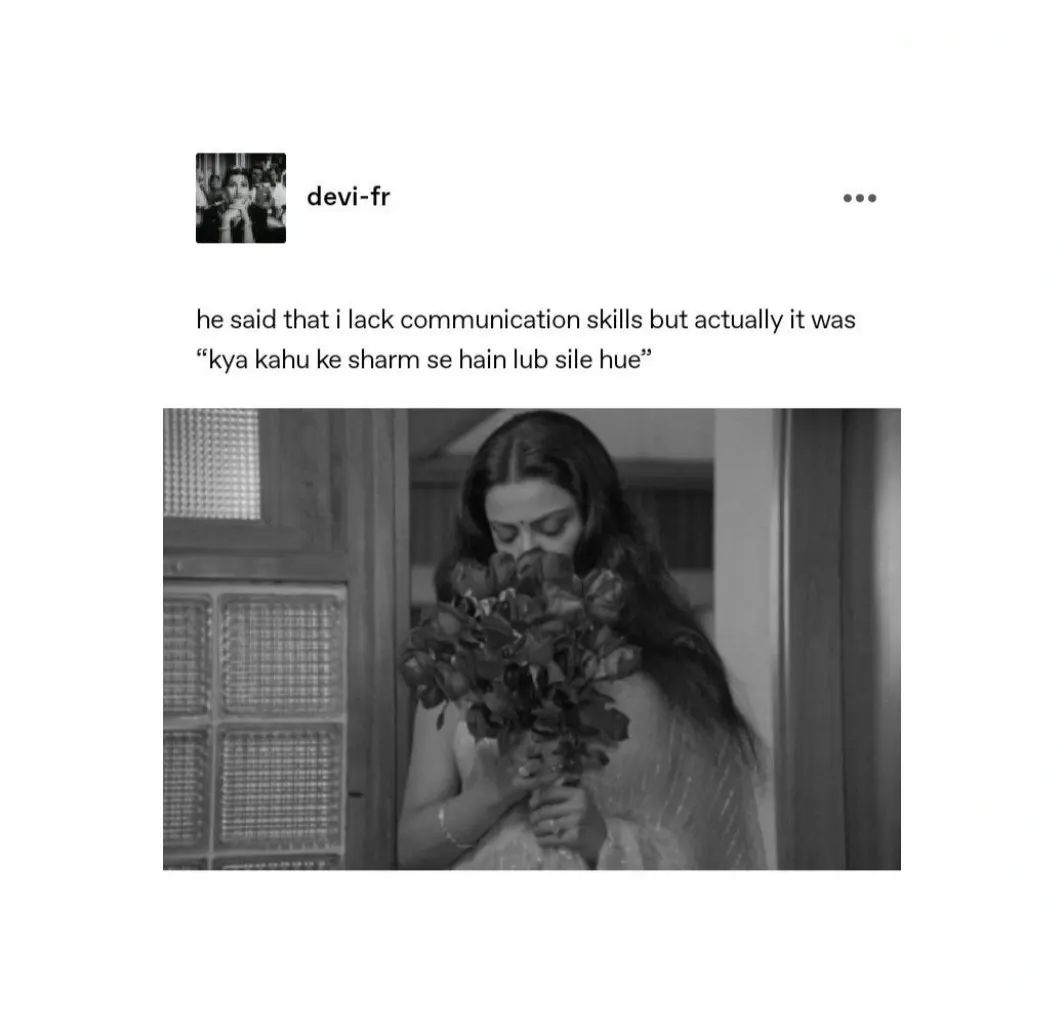 devi-fr
he said that i lack communication skills but actually it was
“kya kahu ke sharm se hain lub sile hue”